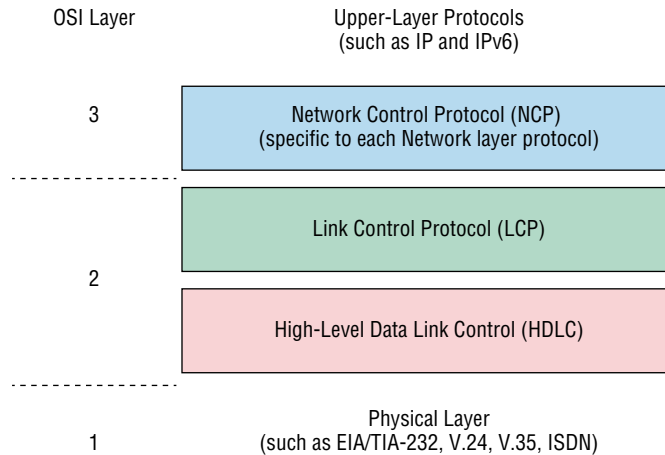 OSI Layer
Upper-Layer Protocols
(such as IP and IPv6)
3
Network Control Protocol (NCP)
(specific to each Network layer protocol)
Link Control Protocol (LCP)
2
High-Level Data Link Control (HDLC)
Physical Layer
1
(such as EIA/TIA-232, V.24, V.35, ISDN)